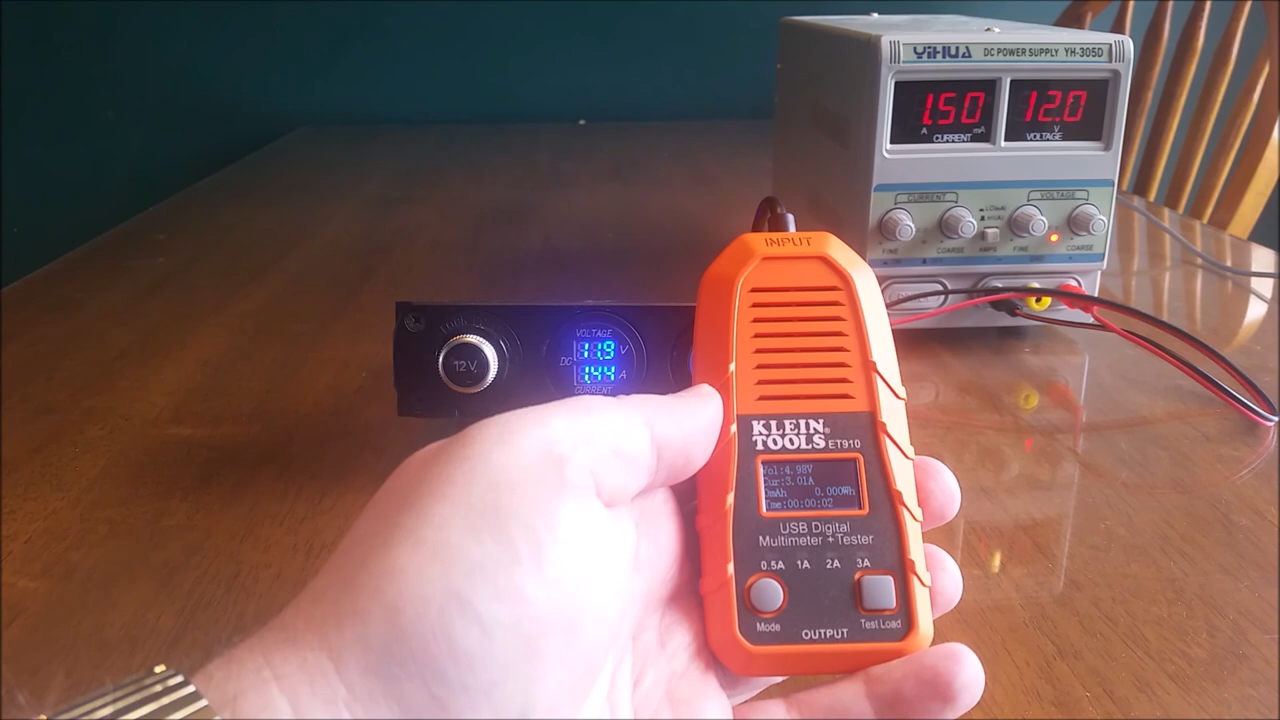 YIHUA DC POWER SUPPLY YH-305D
1.50 12.0
A CURRENT mA V VOLTAGE
CURRENT VOLTAGE
FINE COARSE AMPS FINE COARSE
INPUT
12V
VOLTAGE
DC 11.9 V
1.44 A
CURRENT
KLEIN
TOOLS® ET910
Vol:4.98V
Cur:3.01A
0mAh 0.000Wh
Tme:00:00:02
USB Digital
Multimeter + Tester
0.5A 1A 2A 3A
Mode Test Load
OUTPUT